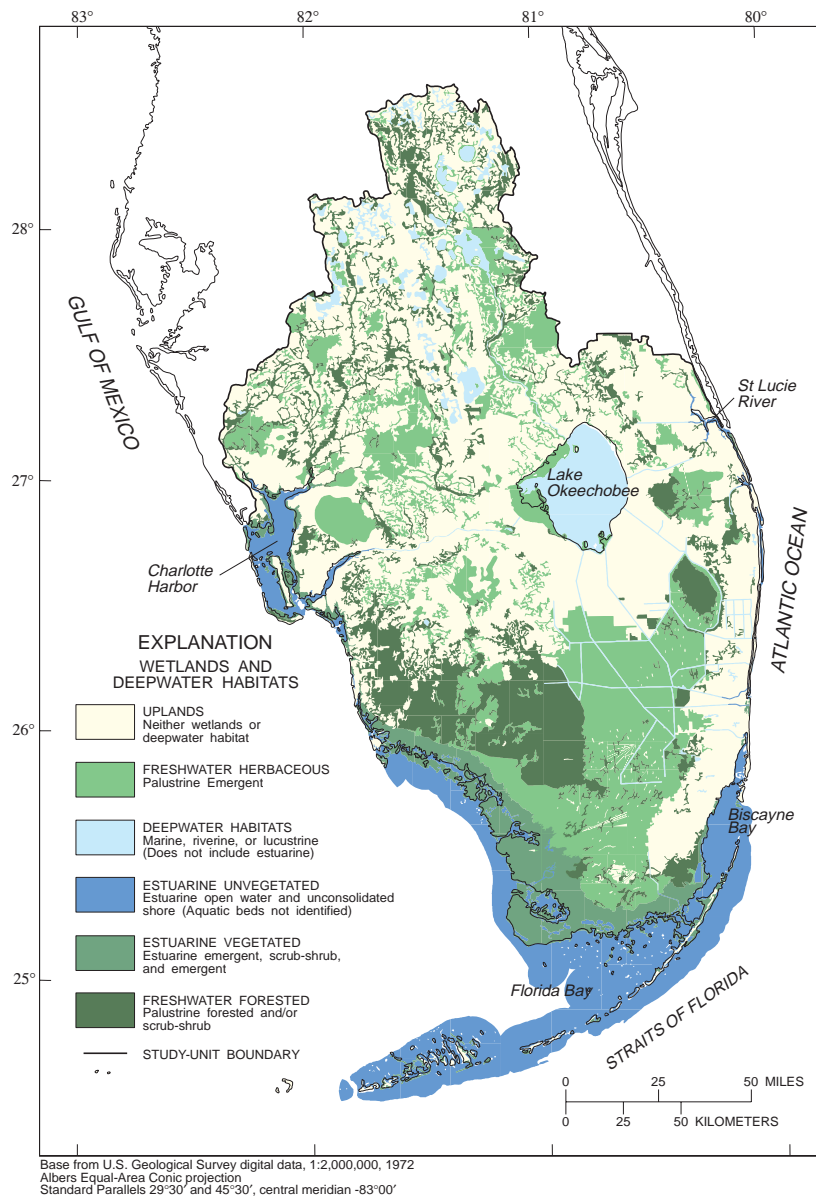 83°
82°
81°
80°
28°
27°
26°
25°
GULF OF MEXICO
St Lucie
River
Lake
Okeechobee
Charlotte
Harbor
ATLANTIC OCEAN
Biscayne
Bay
Florida Bay
STRAITS OF FLORIDA
EXPLANATION
WETLANDS AND
DEEPWATER HABITATS
UPLANDS
Neither wetlands or
deepwater habitat
FRESHWATER HERBACEOUS
Palustrine Emergent
DEEPWATER HABITATS
Marine, riverine, or lucustrine
(Does not include estuarine)
ESTUARINE UNVEGETATED
Estuarine open water and unconsolidated
shore (Aquatic beds not identified)
ESTUARINE VEGETATED
Estuarine emergent, scrub-shrub,
and emergent
FRESHWATER FORESTED
Palustrine forested and/or
scrub-shrub
STUDY-UNIT BOUNDARY
0 25 50 MILES
0 25 50 KILOMETERS
Base from U.S. Geological Survey digital data, 1:2,000,000, 1972
Albers Equal-Area Conic projection
Standard Parallels 29°30′ and 45°30′, central meridian -83°00′